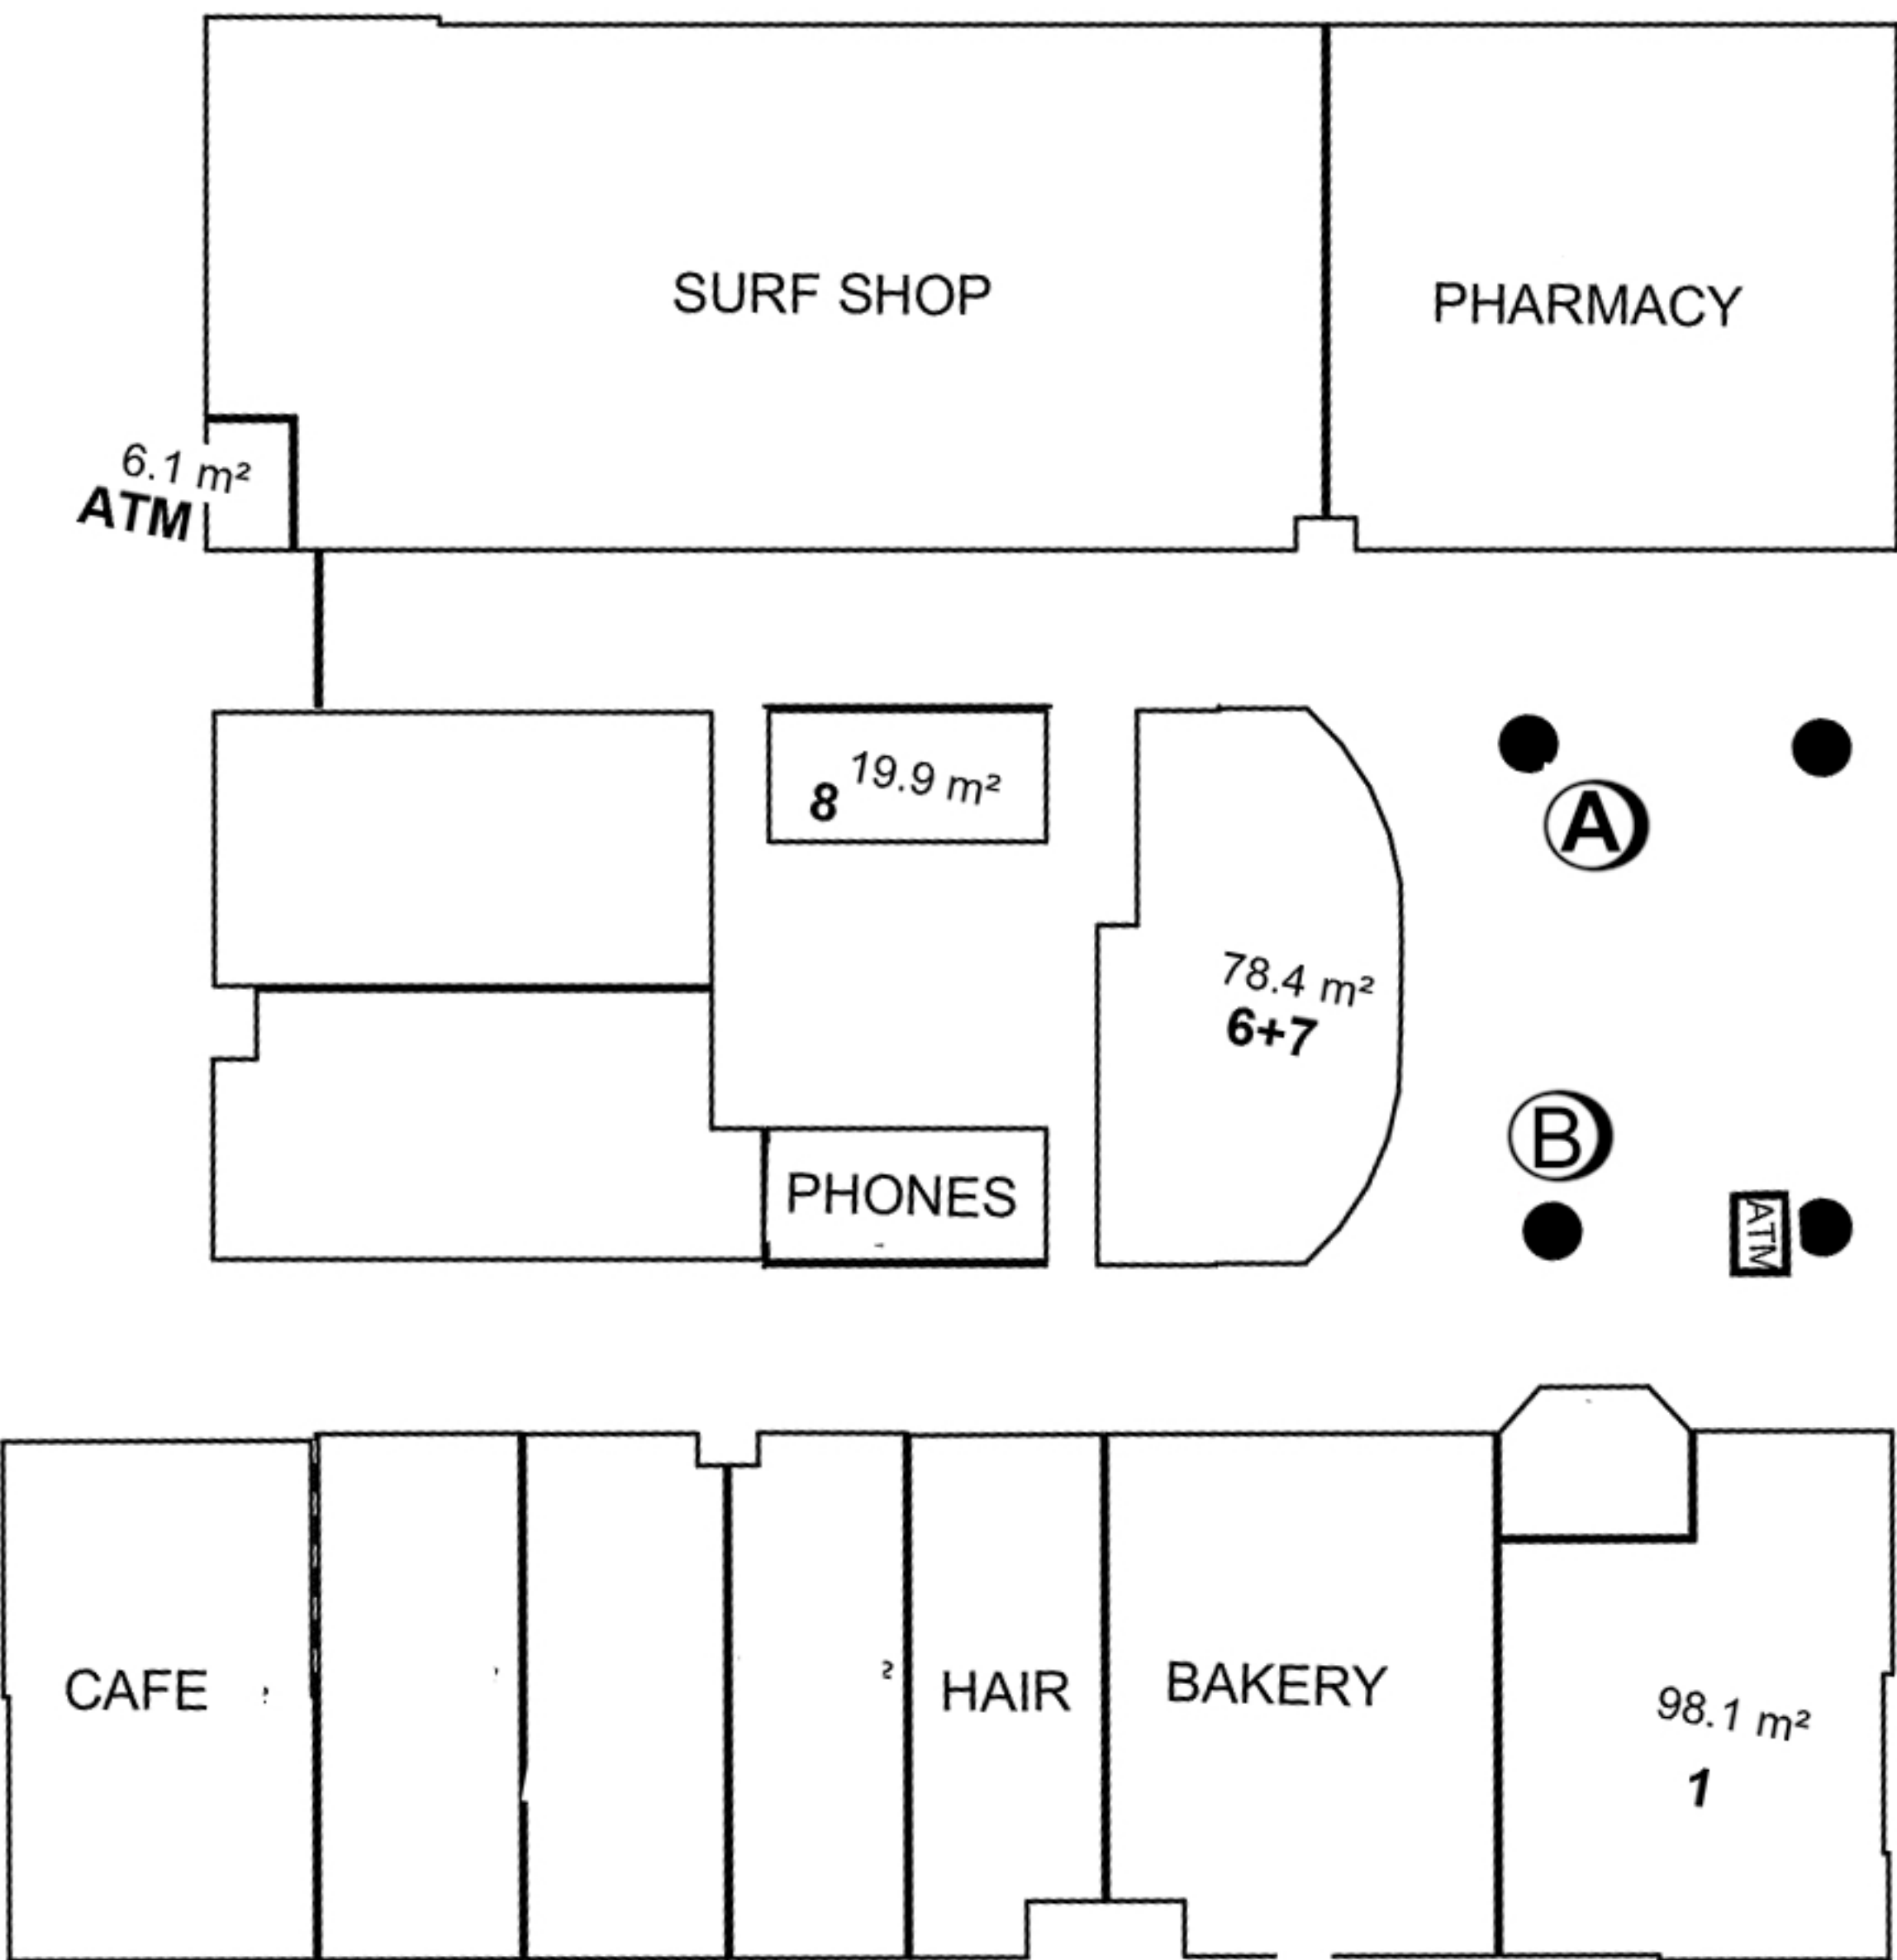 SURF SHOP
PHARMACY
6.1 m²
ATM
8 19.9 m²
A
78.4 m²
6+7
B
PHONES
ATM
CAFE
HAIR
BAKERY
98.1 m²
1